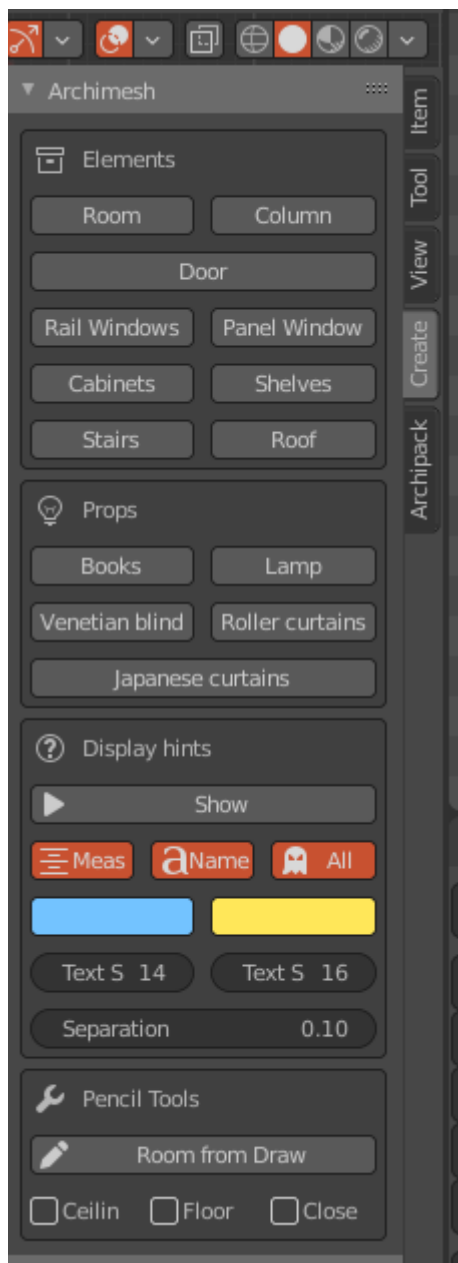 Archimesh
Elements
Room Column
Door
Rail Windows Panel Window
Cabinets Shelves
Stairs Roof
Props
Books Lamp
Venetian blind Roller curtains
Japanese curtains
Display hints
Show
Meas aName All
Text S 14 Text S 16
Separation 0.10
Pencil Tools
Room from Draw
Ceilin Floor Close
Item
Tool
View
Create
Archipack